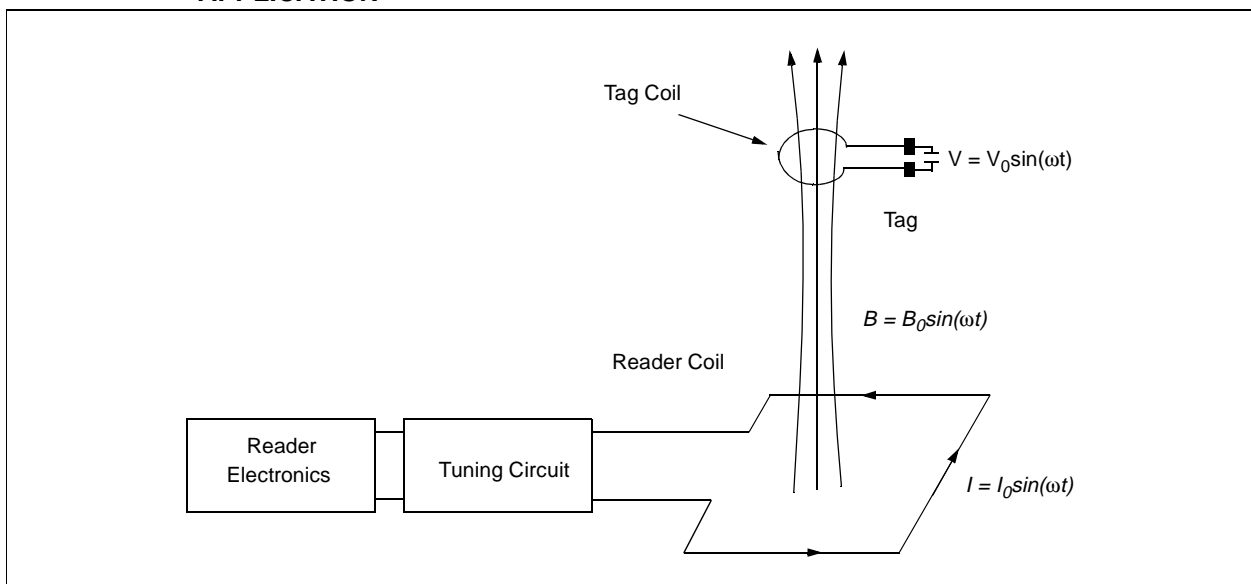 Tag Coil
V = V₀sin(ωt)
Tag
B = B₀sin(ωt)
Reader Coil
Reader
Electronics
Tuning Circuit
I = I₀sin(ωt)